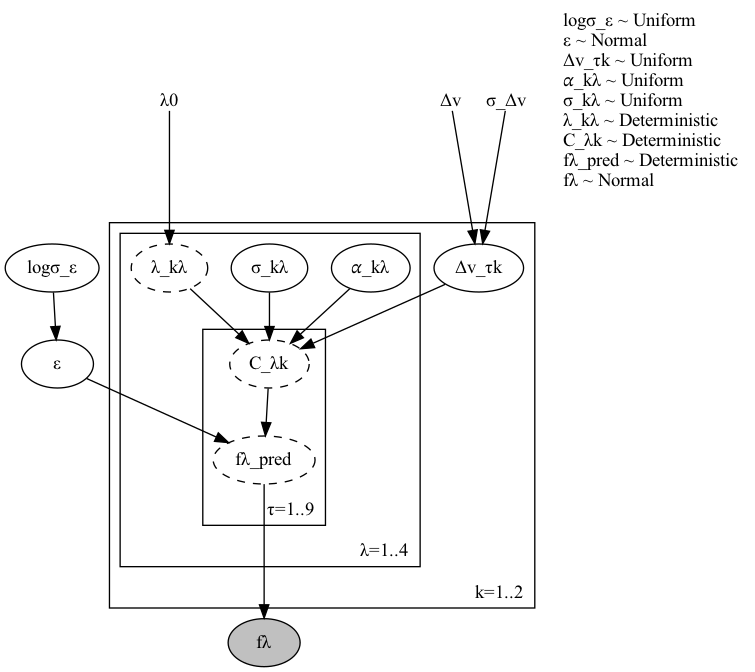 logσ_ε ~ Uniform
ε ~ Normal
Δv_τk ~ Uniform
α_kλ ~ Uniform
σ_kλ ~ Uniform
λ_kλ ~ Deterministic
C_λk ~ Deterministic
fλ_pred ~ Deterministic
fλ ~ Normal
λ0
Δv σ_Δv
logσ_ε λ_kλ σ_kλ α_kλ Δv_τk
ε C_λk
fλ_pred
τ=1..9
λ=1..4
k=1..2
fλ